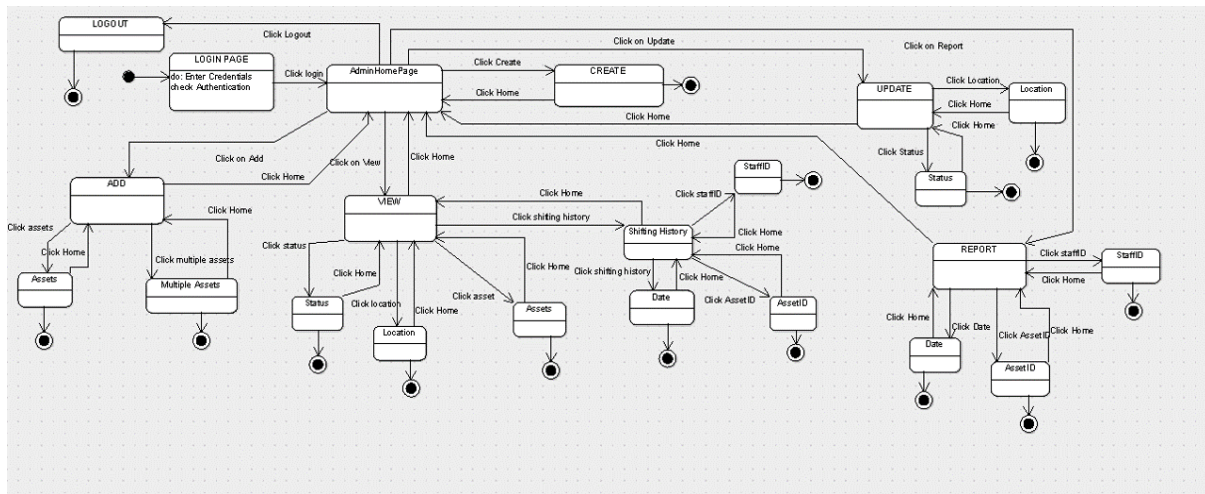 LOGOUT
Click Logout
LOGIN PAGE
do: Enter Credentials
check Authentication
Click login
AdminHomePage
Click on Update
Click on Report
Click Create
CREATE
Click Home
UPDATE
Click Location
Location
Click Home
Click Home
Click Home
Click Status
Status
Click on Add
Click on View
Click Home
Click Home
Click Home
ADD
Click Home
Click assets
Click Home
Click multiple assets
Assets
Multiple Assets
VIEW
Click Home
Click shiting history
Click status
Click Home
Click location
Click Home
Click asset
Click Home
Status
Location
Assets
StaffID
Click staffID
Shifting History
Click Home
Click Home
Click shifting history
Click Home
Click AssetID
Date
AssetID
REPORT
Click staffID
StaffID
Click Home
Click Home
Click Date
Click AssetID
Click Home
Date
AssetID